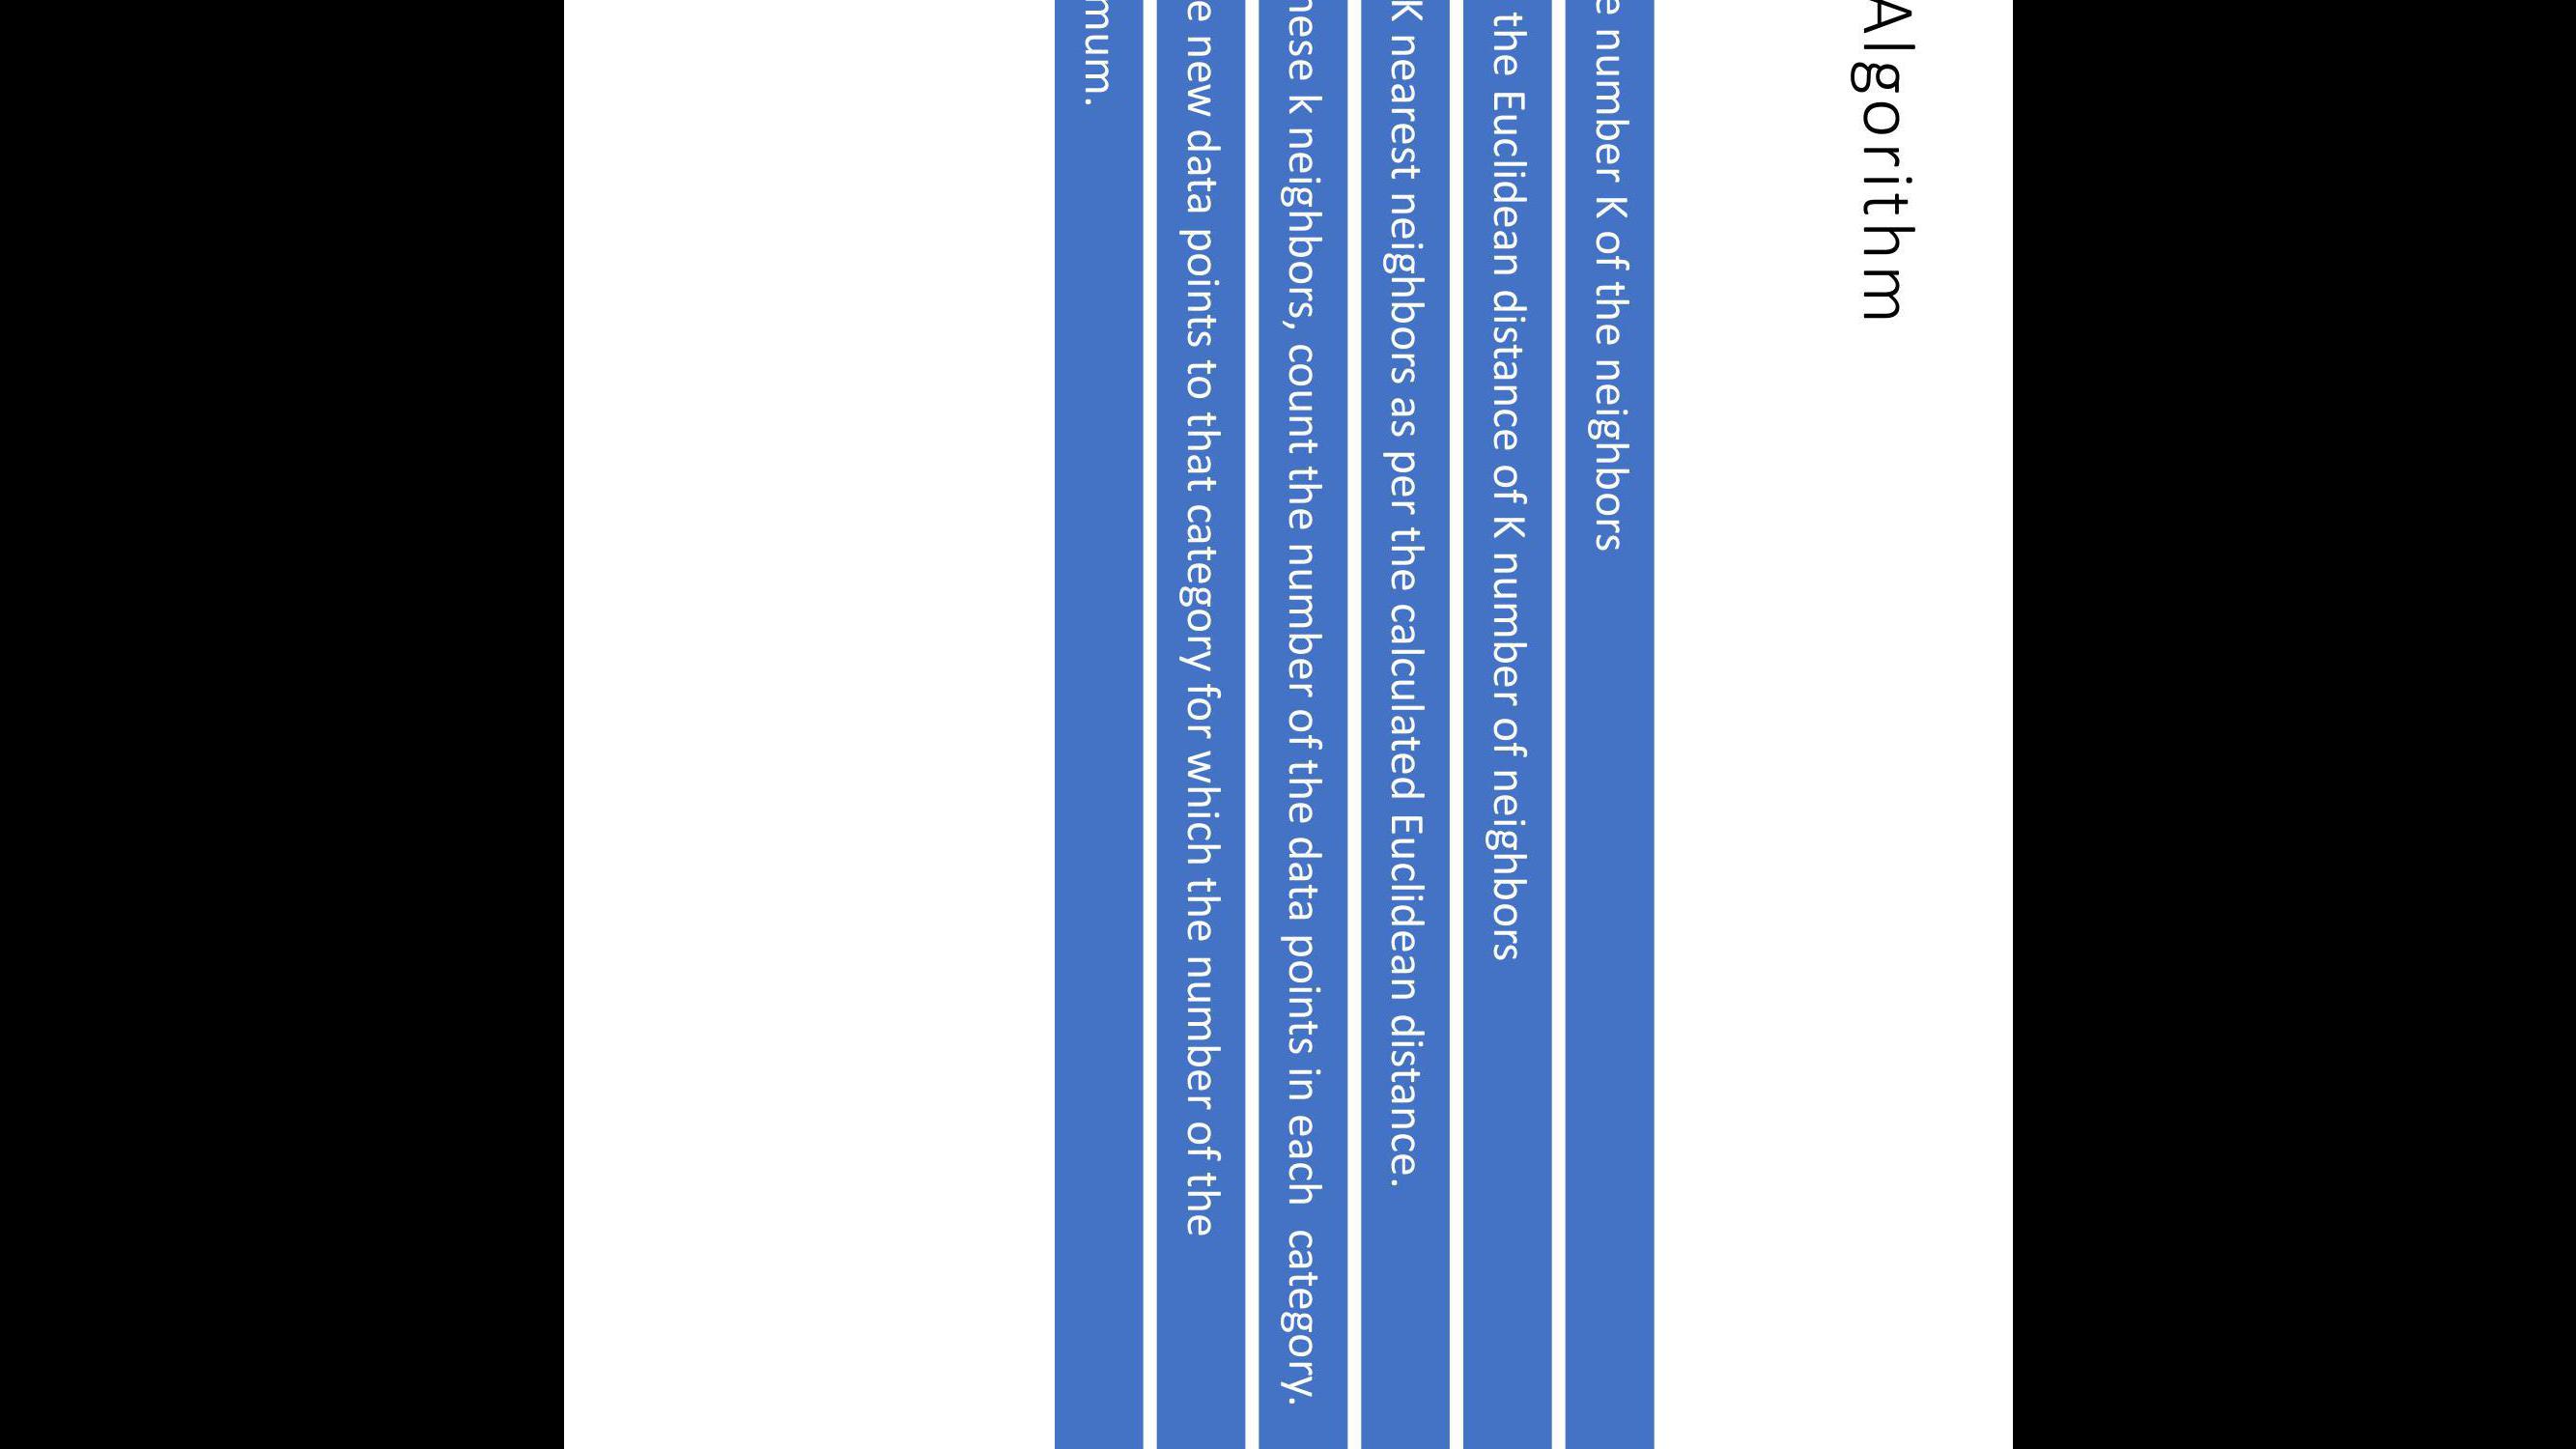 Algorithm
number K of the neighbors
the Euclidean distance of K number of neighbors
K nearest neighbors as per the calculated Euclidean distance.
k neighbors, count the number of the data points in each category.
new data points to that category for which the number of the